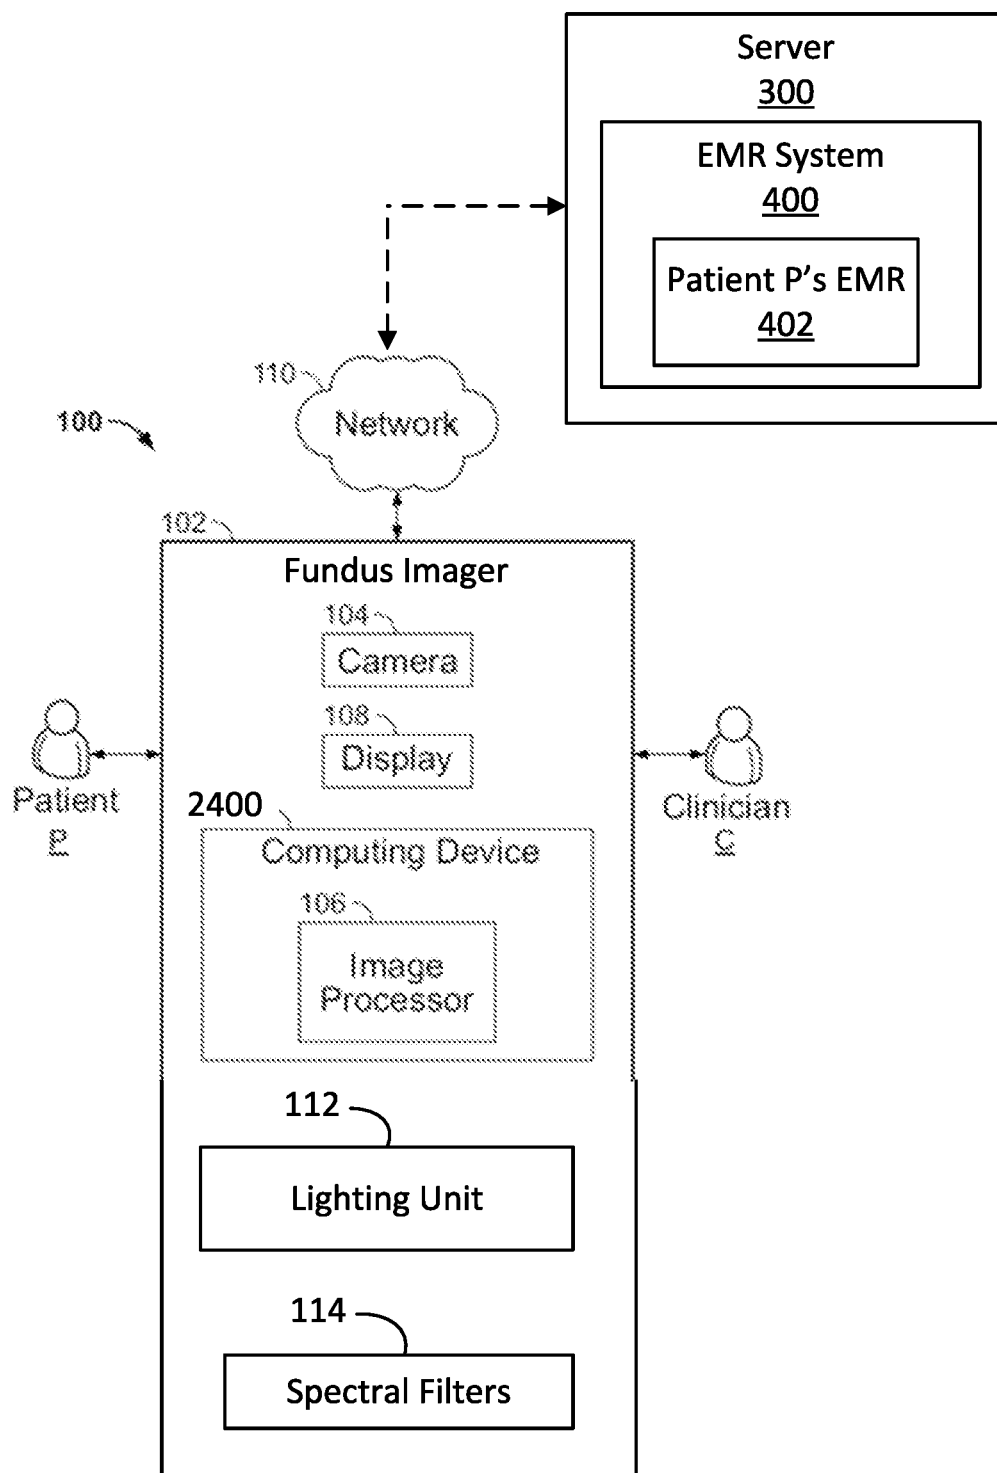 Server
300
EMR System
400
Patient P's EMR
402
110
Network
100
102
Fundus Imager
104
Camera
108
Display
Patient
P
Clinician
C
2400
Computing Device
106
Image
Processor
112
Lighting Unit
114
Spectral Filters